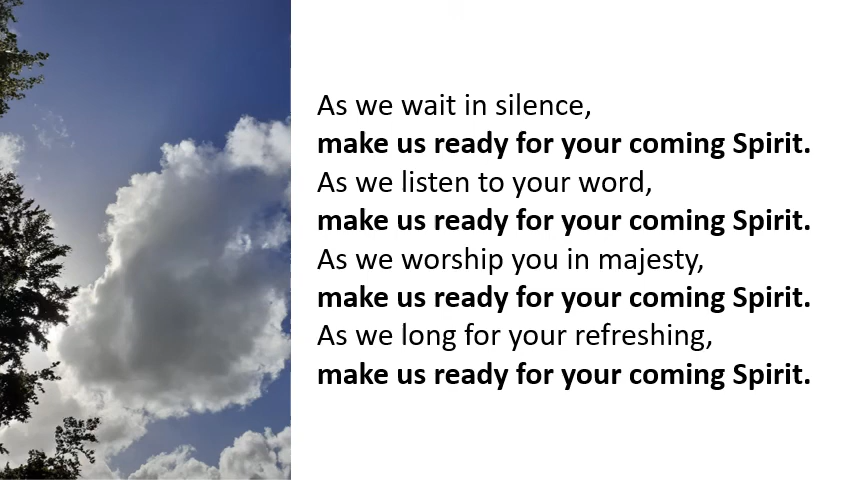 As we wait in silence,
make us ready for your coming Spirit.
As we listen to your word,
make us ready for your coming Spirit.
As we worship you in majesty,
make us ready for your coming Spirit.
As we long for your refreshing,
make us ready for your coming Spirit.